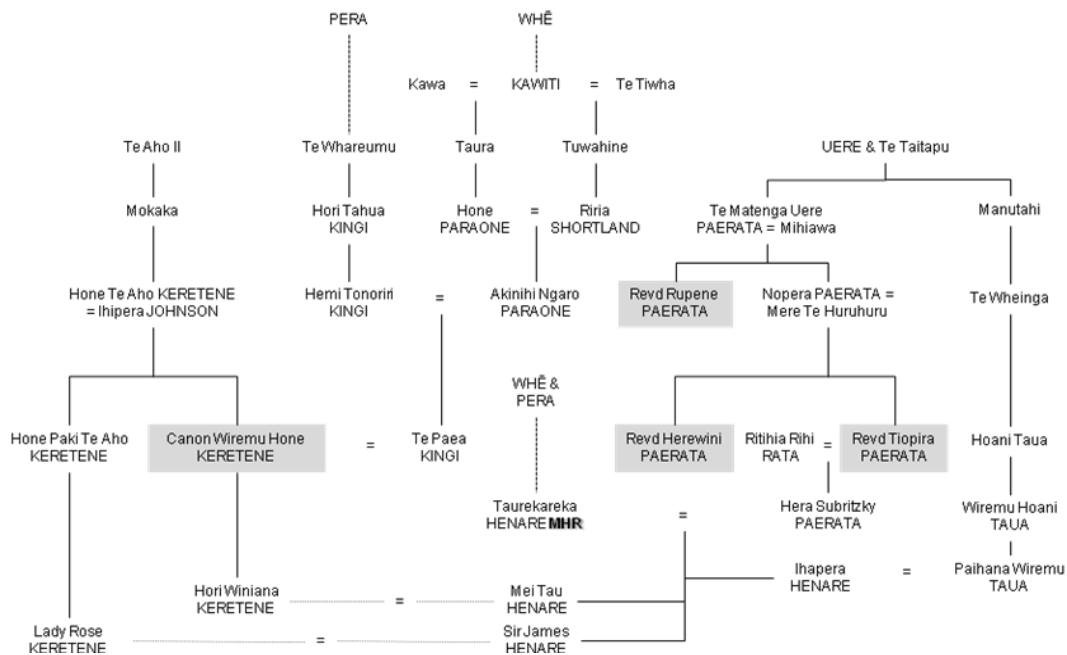 PERA WHĒ
Kawa = KAWITI = Te Tiwha
Te Aho II Te Whareumu Taura Tuwahine UERE & Te Taitapu
Mokaka Hori Tahua Hone = Riria Te Matenga Uere Manutahi
KINGI PARAONE SHORTLAND PAERATA = Mihiawa
Hone Te Aho KERETENE Hemi Tonoriri = Akinihi Ngaro Revd Rupene Nopera PAERATA = Te Wheinga
= Ihipera JOHNSON KINGI PARAONE PAERATA Mere Te Huruhuru
WHĒ &
PERA
Hone Paki Te Aho Canon Wiremu Hone = Te Paea Revd Herewini Ritihia Rihi = Revd Tiopira Hoani Taua
KERETENE KERETENE KINGI PAERATA RATA PAERATA
Taurekareka = Hera Subritzky Wiremu Hoani
HENARE MHR PAERATA TAUA
Ihapera = Paihana Wiremu
HENARE TAUA
Hori Winiana = Mei Tau
KERETENE HENARE
Lady Rose = Sir James
KERETENE HENARE